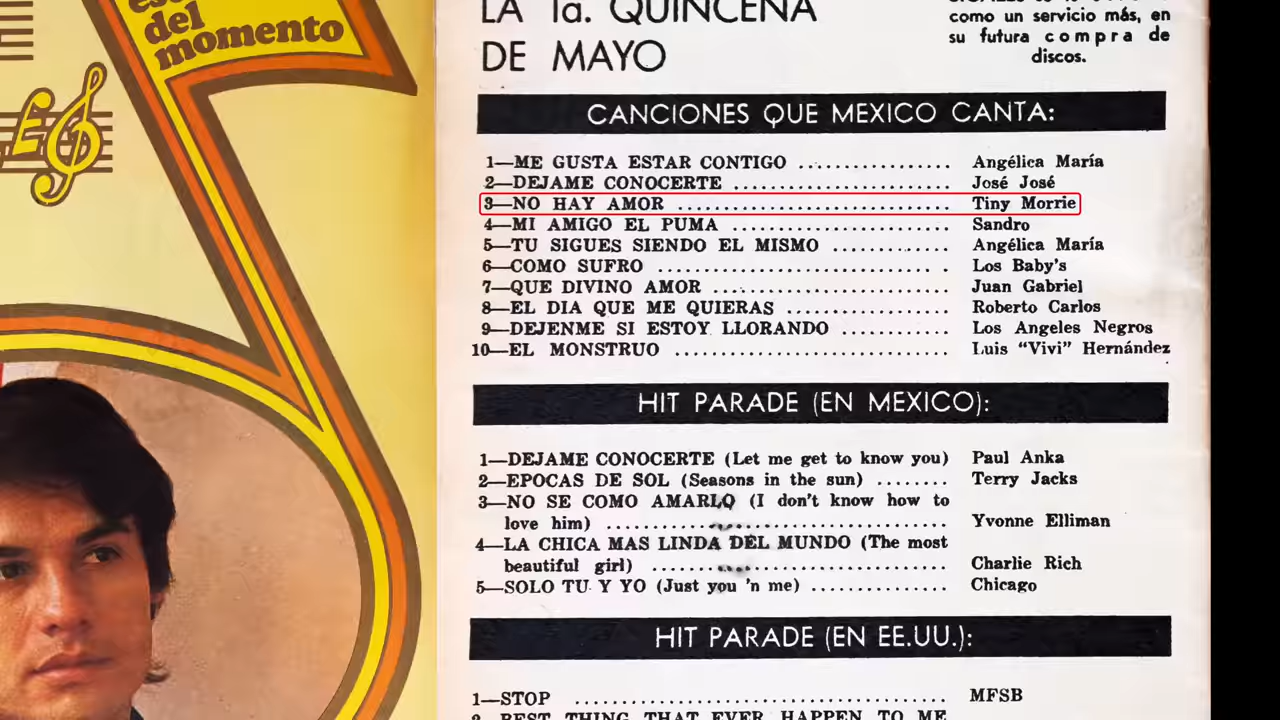 del
momento
LA 1a. QUINCENA
DE MAYO
como un servicio más, en
su futura compra de
discos.
CANCIONES QUE MEXICO CANTA:
1—ME GUSTA ESTAR CONTIGO ................ Angélica María
2—DEJAME CONOCERTE ........................ José José
3—NO HAY AMOR .............................. Tiny Morrie
4—MI AMIGO EL PUMA ......................... Sandro
5—TU SIGUES SIENDO EL MISMO ............ Angélica María
6—COMO SUFRO ................................ Los Baby's
7—QUE DIVINO AMOR .......................... Juan Gabriel
8—EL DIA QUE ME QUIERAS ................... Roberto Carlos
9—DEJENME SI ESTOY LLORANDO ............ Los Angeles Negros
10—EL MONSTRUO .............................. Luis "Vivi" Hernández
HIT PARADE (EN MEXICO):
1—DEJAME CONOCERTE (Let me get to know you) Paul Anka
2—EPOCAS DE SOL (Seasons in the sun) ........ Terry Jacks
3—NO SE COMO AMARLO (I don't know how to
love him) .................................... Yvonne Elliman
4—LA CHICA MAS LINDA DEL MUNDO (The most
beautiful girl) ............................... Charlie Rich
5—SOLO TU Y YO (Just you 'n me) ............... Chicago
HIT PARADE (EN EE.UU.):
1—STOP ........................................ MFSB
2—BEST THING THAT EVER HAPPEN TO ME